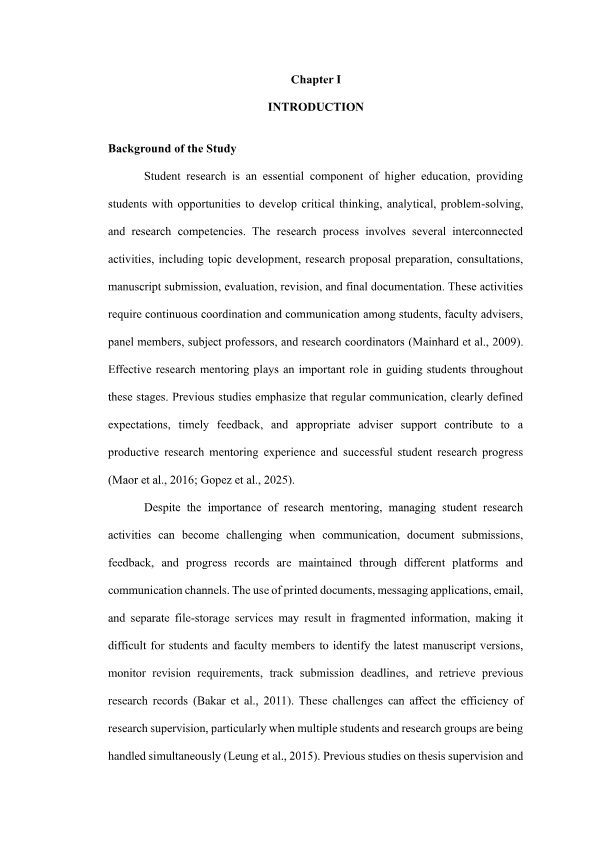 Chapter I
INTRODUCTION
Background of the Study
Student research is an essential component of higher education, providing
students with opportunities to develop critical thinking, analytical, problem-solving,
and research competencies. The research process involves several interconnected
activities, including topic development, research proposal preparation, consultations,
manuscript submission, evaluation, revision, and final documentation. These activities
require continuous coordination and communication among students, faculty advisers,
panel members, subject professors, and research coordinators (Mainhard et al., 2009).
Effective research mentoring plays an important role in guiding students throughout
these stages. Previous studies emphasize that regular communication, clearly defined
expectations, timely feedback, and appropriate adviser support contribute to a
productive research mentoring experience and successful student research progress
(Maor et al., 2016; Gopez et al., 2025).
Despite the importance of research mentoring, managing student research
activities can become challenging when communication, document submissions,
feedback, and progress records are maintained through different platforms and
communication channels. The use of printed documents, messaging applications, email,
and separate file-storage services may result in fragmented information, making it
difficult for students and faculty members to identify the latest manuscript versions,
monitor revision requirements, track submission deadlines, and retrieve previous
research records (Bakar et al., 2011). These challenges can affect the efficiency of
research supervision, particularly when multiple students and research groups are being
handled simultaneously (Leung et al., 2015). Previous studies on thesis supervision and